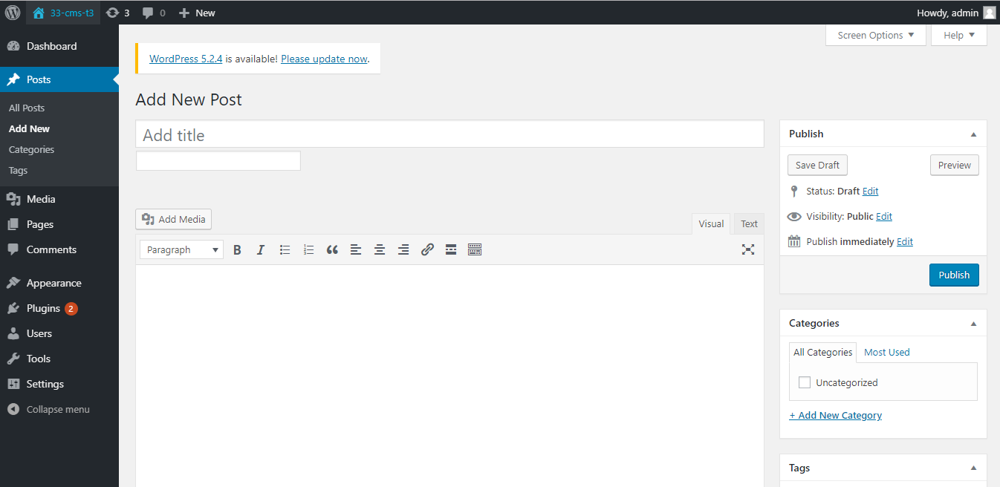 33-cms-t3 3 0 New Howdy, admin
Screen Options Help
Dashboard
Posts
All Posts
Add New
Categories
Tags
Media
Pages
Comments
Appearance
Plugins 2
Users
Tools
Settings
Collapse menu
WordPress 5.2.4 is available! Please update now.
Add New Post
Add title
Add Media
Visual Text
Paragraph B I
Publish
Save Draft Preview
Status: Draft Edit
Visibility: Public Edit
Publish immediately Edit
Publish
Categories
All Categories Most Used
Uncategorized
+ Add New Category
Tags